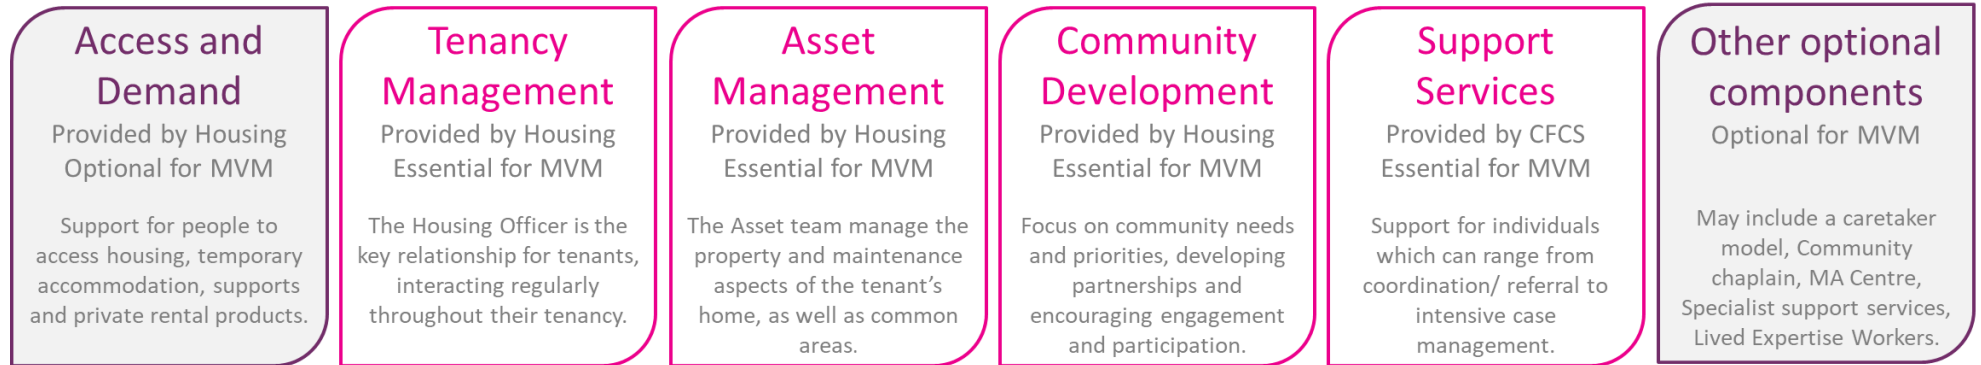 Access and
Demand
Provided by Housing
Optional for MVM
Support for people to
access housing, temporary
accommodation, supports
and private rental products.
Tenancy
Management
Provided by Housing
Essential for MVM
The Housing Officer is the
key relationship for tenants,
interacting regularly
throughout their tenancy.
Asset
Management
Provided by Housing
Essential for MVM
The Asset team manage the
property and maintenance
aspects of the tenant's
home, as well as common
areas.
Community
Development
Provided by Housing
Essential for MVM
Focus on community needs
and priorities, developing
partnerships and
encouraging engagement
and participation.
Support
Services
Provided by CFCS
Essential for MVM
Support for individuals
which can range from
coordination/ referral to
intensive case
management.
Other optional
components
Optional for MVM
May include a caretaker
model, Community
chaplain, MA Centre,
Specialist support services,
Lived Expertise Workers.